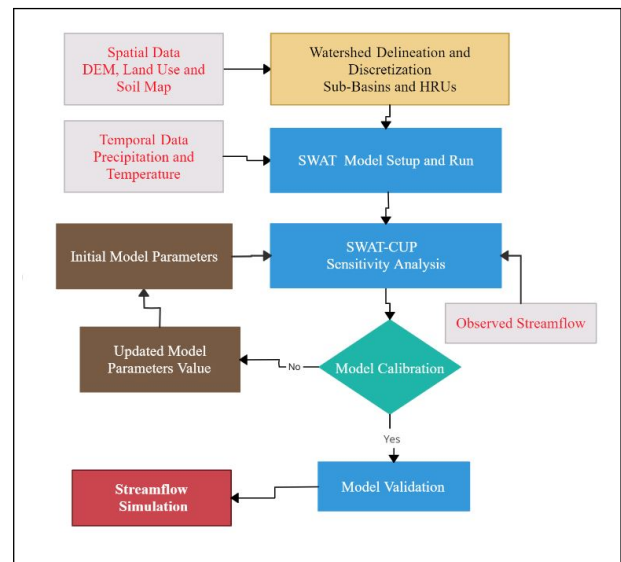 Spatial Data
DEM, Land Use and
Soil Map
Watershed Delineation and
Discretization
Sub-Basins and HRUs
Temporal Data
Precipitation and
Temperature
SWAT Model Setup and Run
Initial Model Parameters
SWAT-CUP
Sensitivity Analysis
Observed Streamflow
Updated Model
Parameters Value
No
Model Calibration
Yes
Streamflow
Simulation
Model Validation